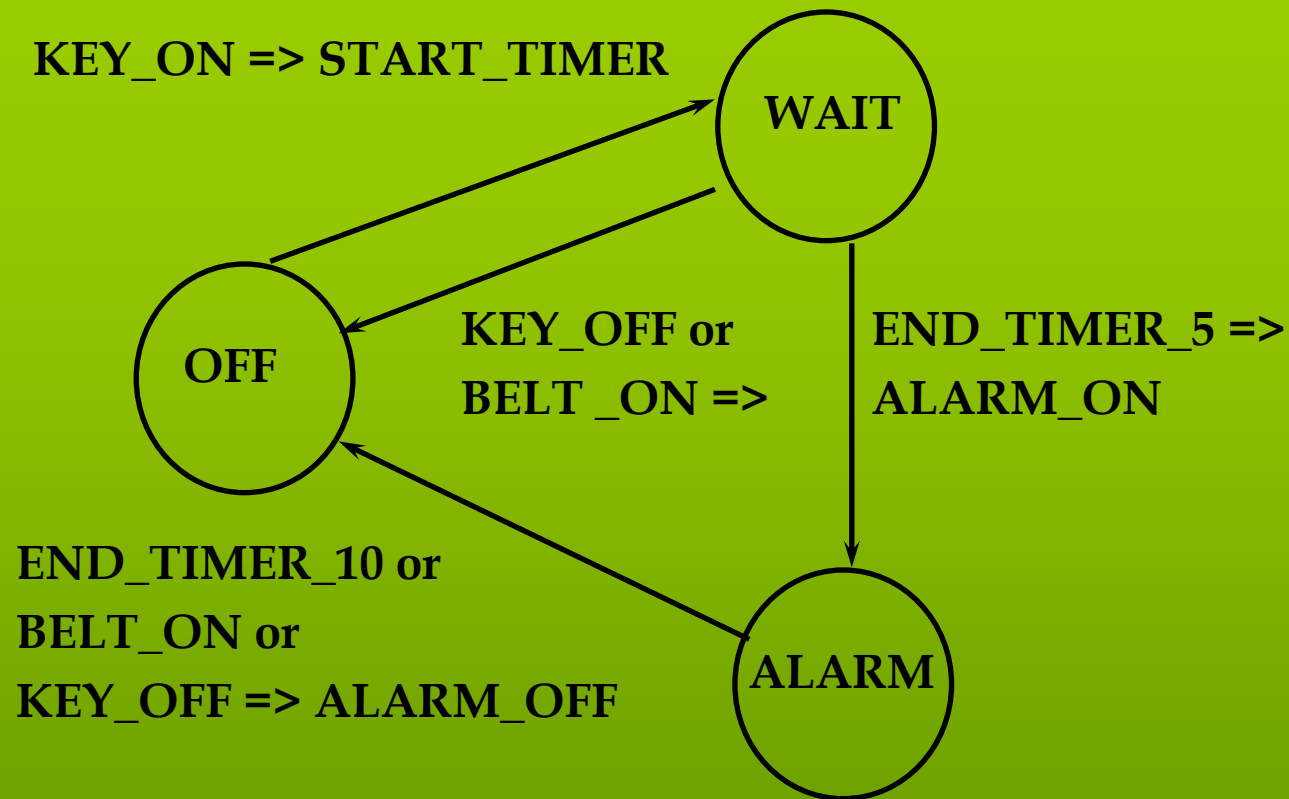 KEY_ON => START_TIMER
WAIT
KEY_OFF or
BELT _ON =>
END_TIMER_5 =>
ALARM_ON
OFF
END_TIMER_10 or
BELT_ON or
KEY_OFF => ALARM_OFF
ALARM